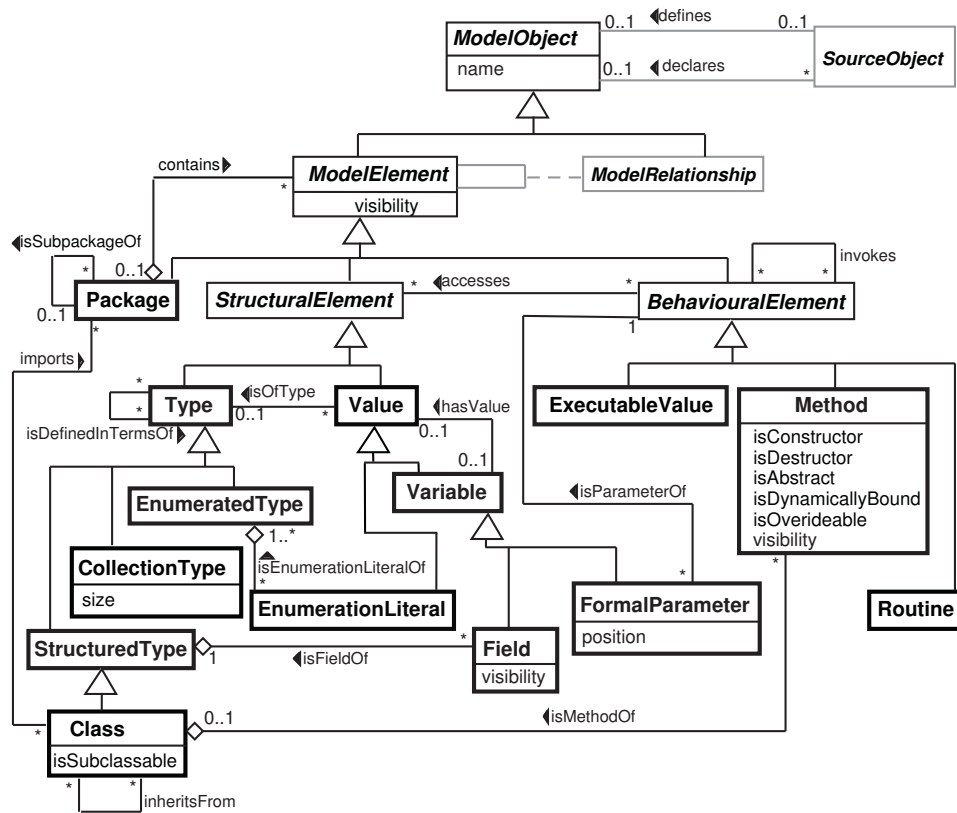 defines
0..1
0..1
ModelObject
SourceObject
name
0..1
declares
*
contains
ModelElement
ModelRelationship
*
visibility
isSubpackageOf
*
0..1
invokes
*
*
accesses
*
*
Package
StructuralElement
BehaviouralElement
0..1
*
1
imports
*
*
Type
isOfType
0..1
*
Value
hasValue
0..1
ExecutableValue
Method
isConstructor
isDestructor
isAbstract
isDynamicallyBound
isOverideable
visibility
isDefinedInTermsOf
0..1
Variable
isParameterOf
EnumeratedType
1..*
CollectionType
size
isEnumerationLiteralOf
*
EnumerationLiteral
*
FormalParameter
position
*
Routine
StructuredType
1
isFieldOf
*
Field
visibility
Class
isSubclassable
*
0..1
isMethodOf
*
*
inheritsFrom